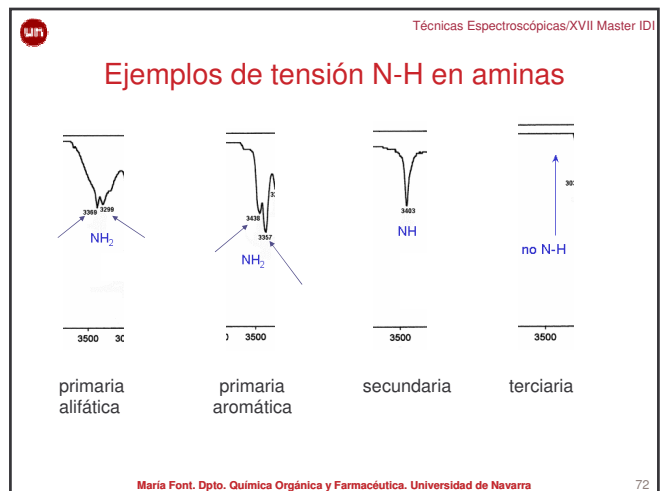 un
Técnicas Espectroscópicas/XVII Master IDI
Ejemplos de tensión N-H en aminas
3369 3299
NH2
3500 30
primaria
alifática
3438
3357
NH2
3500
primaria
aromática
3403
NH
3500
secundaria
no N-H
3500
terciaria
María Font. Dpto. Química Orgánica y Farmacéutica. Universidad de Navarra
72